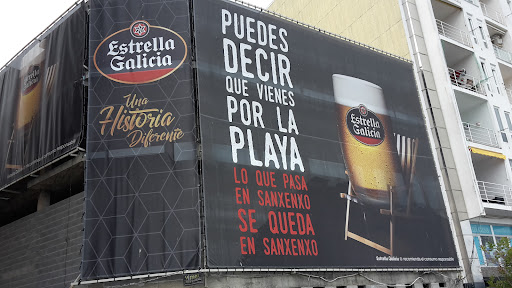 Estrella
Galicia
Una
Historia
Diferente
PUEDES
DECIR
QUE VIENES
POR LA
PLAYA
LO QUE PASA
EN SANXENXO
SE QUEDA
EN SANXENXO
Estrella
Galicia